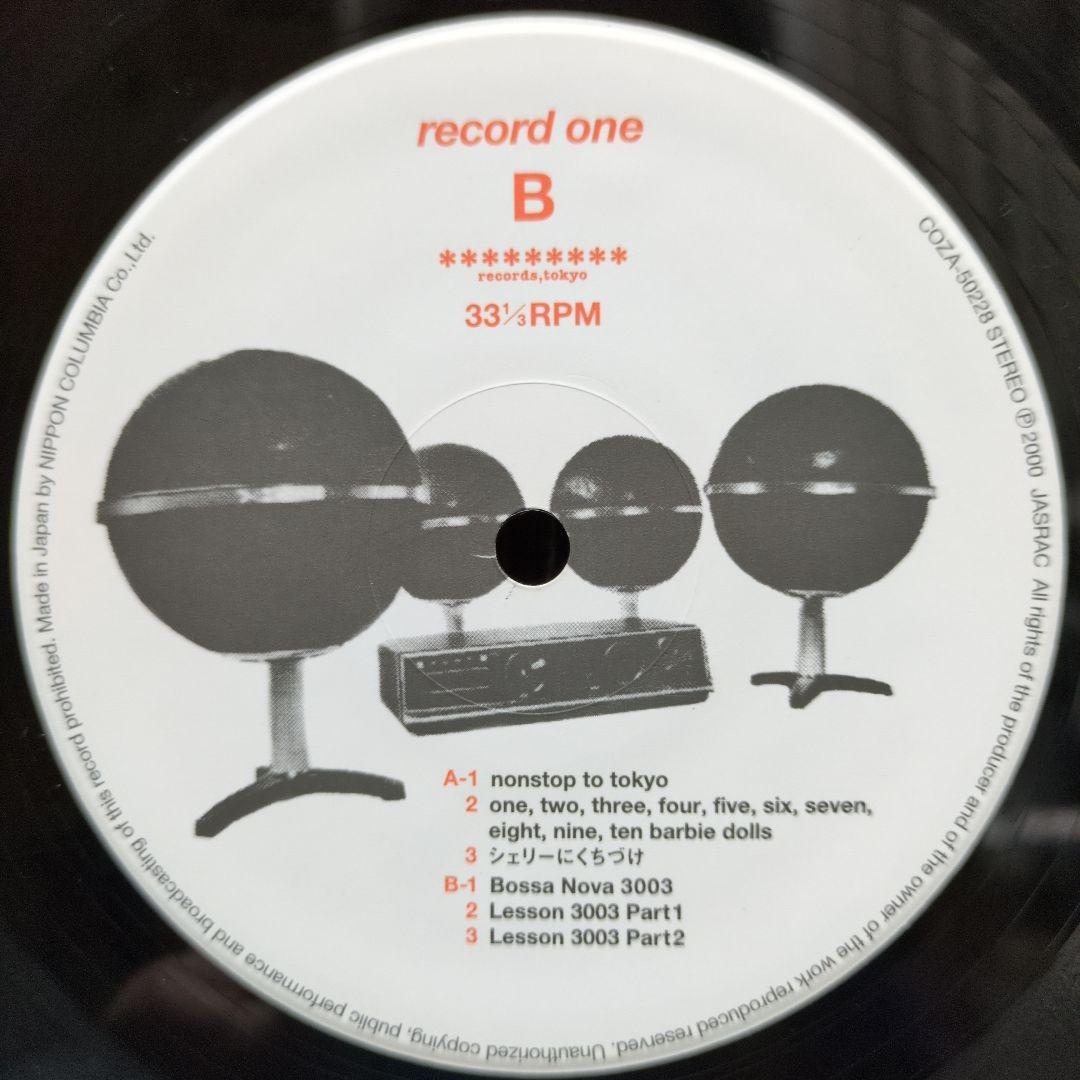 record one
B
*********
records,tokyo
33⅓RPM
COZA-50228 STEREO ℗2000 JASRAC All rights of the producer and of the owner of the work reproduced reserved. Unauthorized copying, public performance and broadcasting of this record prohibited. Made in Japan by NIPPON COLUMBIA Co.,Ltd.
A-1 nonstop to tokyo
2 one, two, three, four, five, six, seven,
eight, nine, ten barbie dolls
3 シェリーにくちづけ
B-1 Bossa Nova 3003
2 Lesson 3003 Part1
3 Lesson 3003 Part2